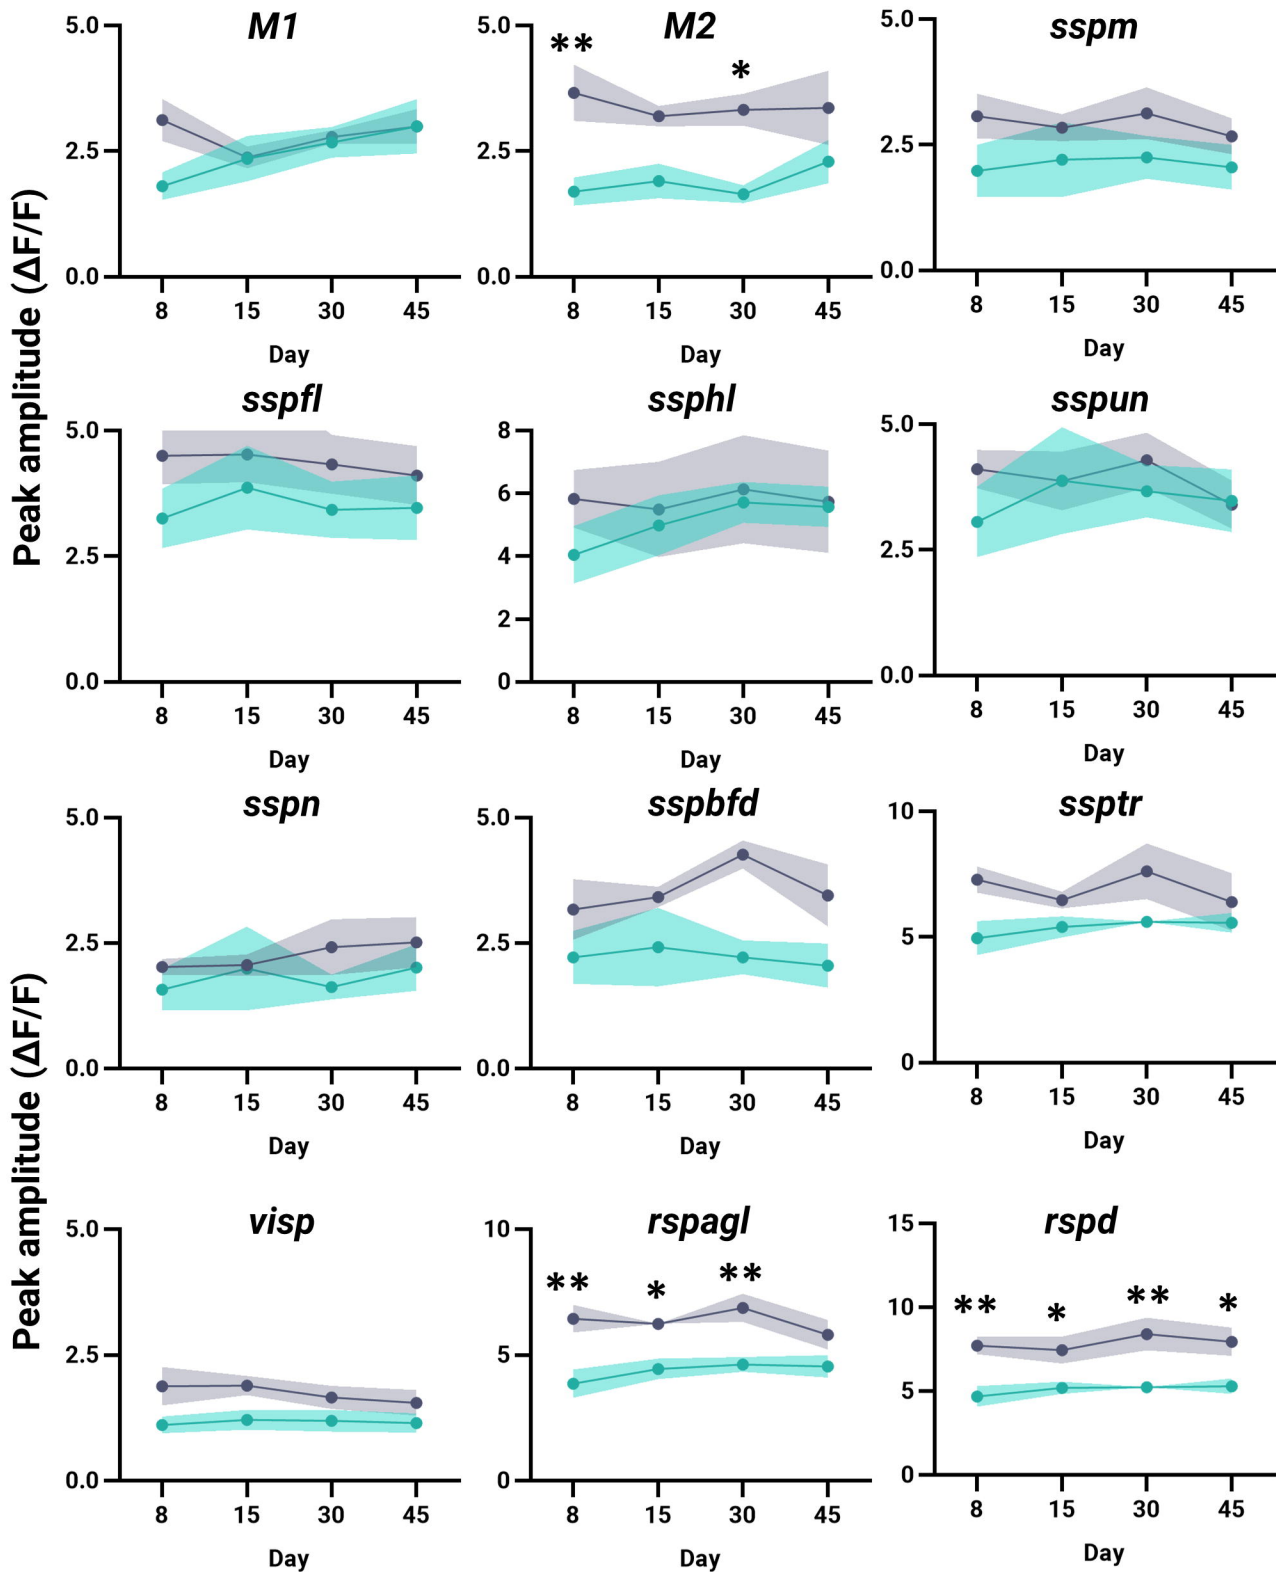 M1
M2
sspm
5.0
2.5
0.0
8 15 30 45
Day
5.0
2.5
0.0
** *
8 15 30 45
Day
5.0
2.5
0.0
8 15 30 45
Day
Peak amplitude (ΔF/F)
sspfl
ssphl
sspun
5.0
2.5
0.0
8 15 30 45
Day
8
6
4
2
0
8 15 30 45
Day
5.0
2.5
0.0
8 15 30 45
Day
sspn
sspbfd
ssptr
5.0
2.5
0.0
8 15 30 45
Day
5.0
2.5
0.0
8 15 30 45
Day
10
5
0
8 15 30 45
Day
Peak amplitude (ΔF/F)
visp
rspagl
rspd
5.0
2.5
0.0
8 15 30 45
Day
10
5
0
** * **
8 15 30 45
Day
15
10
5
0
** * ** *
8 15 30 45
Day